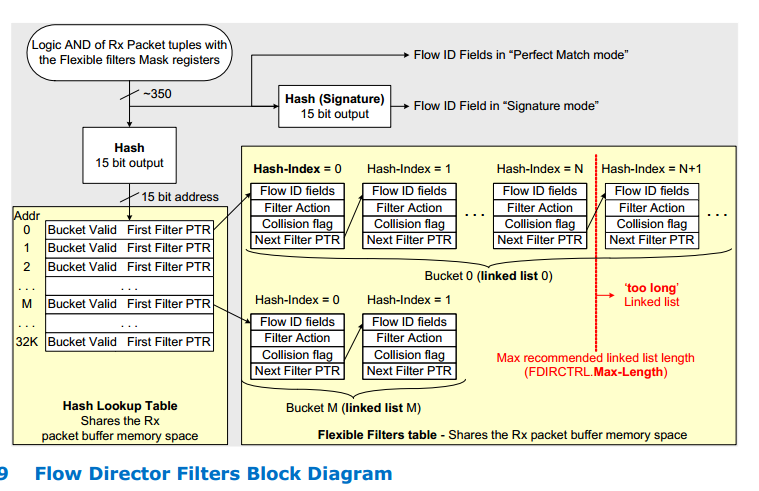 Logic AND of Rx Packet tuples with
the Flexible filters Mask registers
Flow ID Fields in “Perfect Match mode”
~350
Hash (Signature)
15 bit output
Flow ID Field in “Signature mode”
Hash
15 bit output
15 bit address
Addr
0 Bucket Valid First Filter PTR
1 Bucket Valid First Filter PTR
2 Bucket Valid First Filter PTR
. . . . . .
M Bucket Valid First Filter PTR
. . . . . .
32K Bucket Valid First Filter PTR
Hash Lookup Table
Shares the Rx
packet buffer memory space
Hash-Index = 0 Hash-Index = 1 Hash-Index = N Hash-Index = N+1
Flow ID fields Flow ID fields Flow ID fields Flow ID fields
Filter Action Filter Action Filter Action Filter Action
Collision flag Collision flag . . . Collision flag Collision flag . . .
Next Filter PTR Next Filter PTR Next Filter PTR Next Filter PTR
Bucket 0 (linked list 0)
‘too long’
Linked list
Hash-Index = 0 Hash-Index = 1
Flow ID fields Flow ID fields
Filter Action Filter Action
Collision flag Collision flag
Next Filter PTR Next Filter PTR
Max recommended linked list length
(FDIRCTRL.Max-Length)
Bucket M (linked list M)
Flexible Filters table - Shares the Rx packet buffer memory space
9 Flow Director Filters Block Diagram